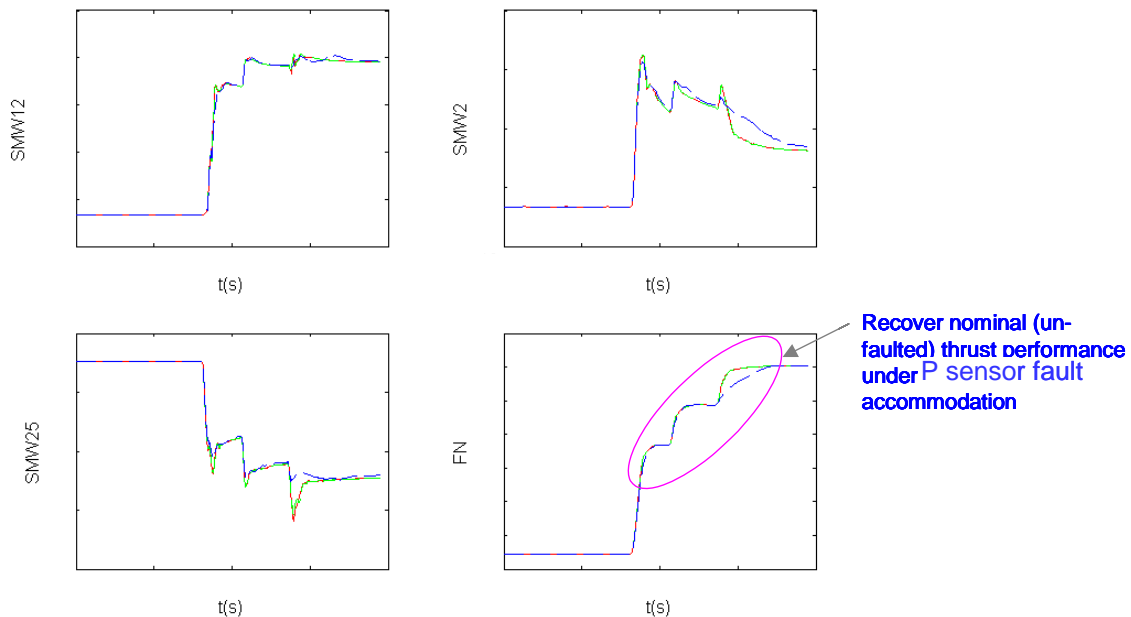 SMW12
t(s)
SMW2
t(s)
SMW25
t(s)
FN
t(s)
Recover nominal (un-
faulted) thrust performance
under P sensor fault
accommodation